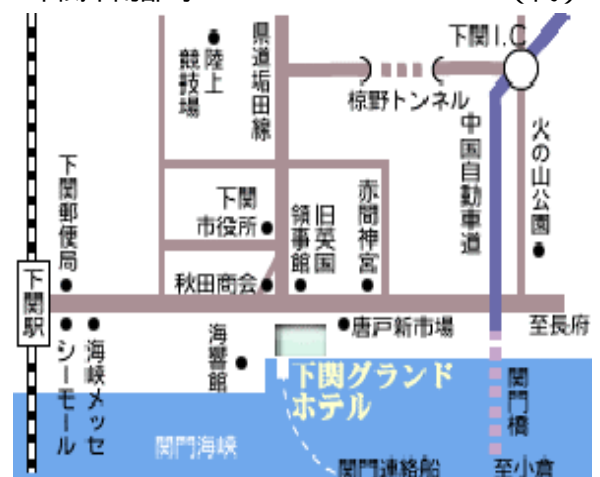 下関I.C
県道垢田線
陸上
競技場
椋野トンネル
中国自動車道
火の山公園
下関郵便局
下関
市役所
旧英国
領事館
赤間神宮
秋田商会
下関駅
唐戸新市場
至長府
海響館
海峡メッセ
シーモール
下関グランド
ホテル
関門橋
関門海峡
関門連絡船
至小倉